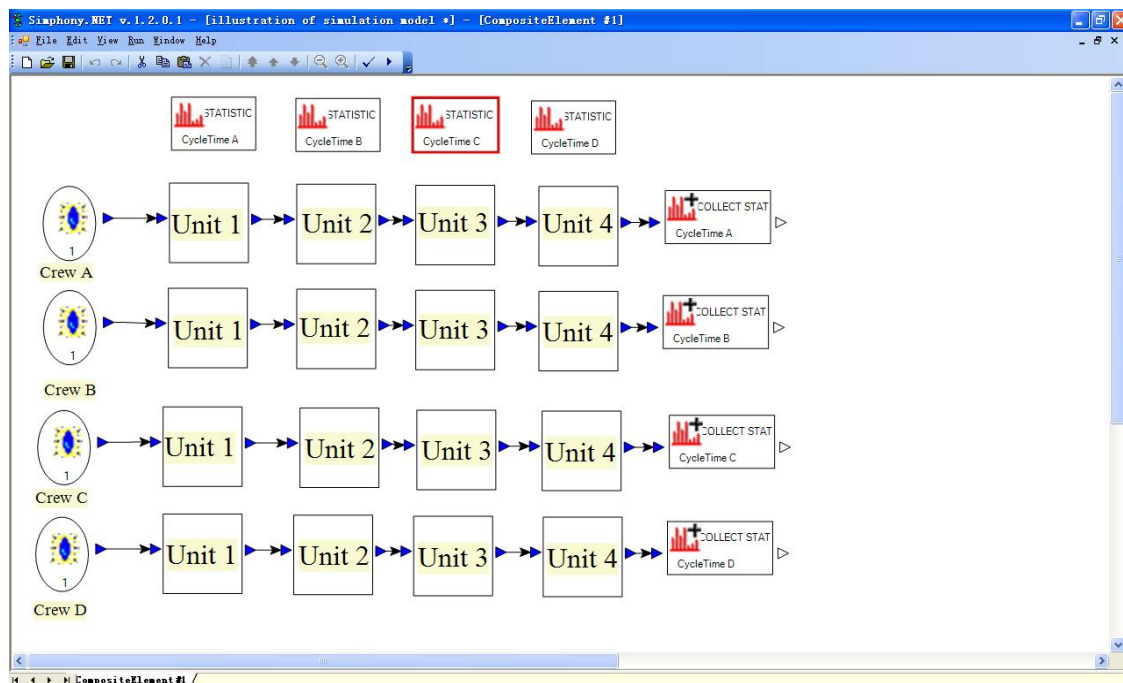 Simphony.NET v.1.2.0.1 - [illustration of simulation model *] - [CompositeElement #1]
File Edit View Run Window Help
STATISTIC STATISTIC STATISTIC STATISTIC
CycleTime A CycleTime B CycleTime C CycleTime D
Unit 1 Unit 2 Unit 3 Unit 4 COLLECT STAT
1 CycleTime A
Crew A
Unit 1 Unit 2 Unit 3 Unit 4 COLLECT STAT
1 CycleTime B
Crew B
Unit 1 Unit 2 Unit 3 Unit 4 COLLECT STAT
1 CycleTime C
Crew C
Unit 1 Unit 2 Unit 3 Unit 4 COLLECT STAT
1 CycleTime D
Crew D
CompositeElement#1